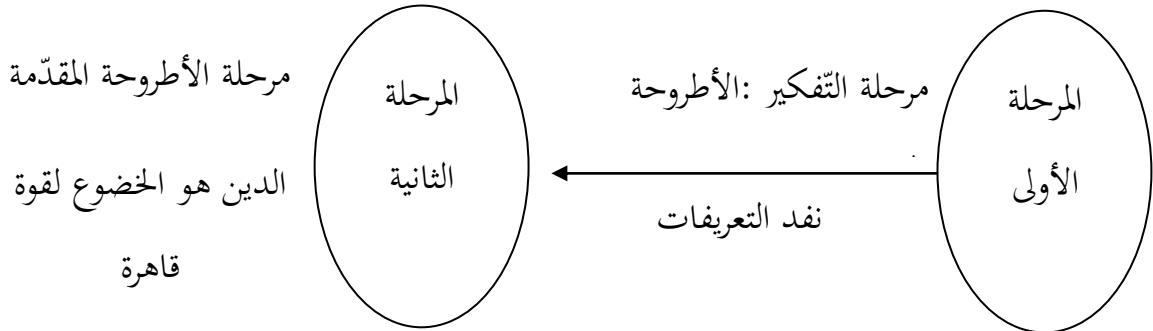 المرحلة
الأولى
مرحلة التّفكير :الأطروحة
نفد التعريفات
المرحلة
الثانية
مرحلة الأطروحة المقدّمة
الدين هو الخضوع لقوة
قاهرة